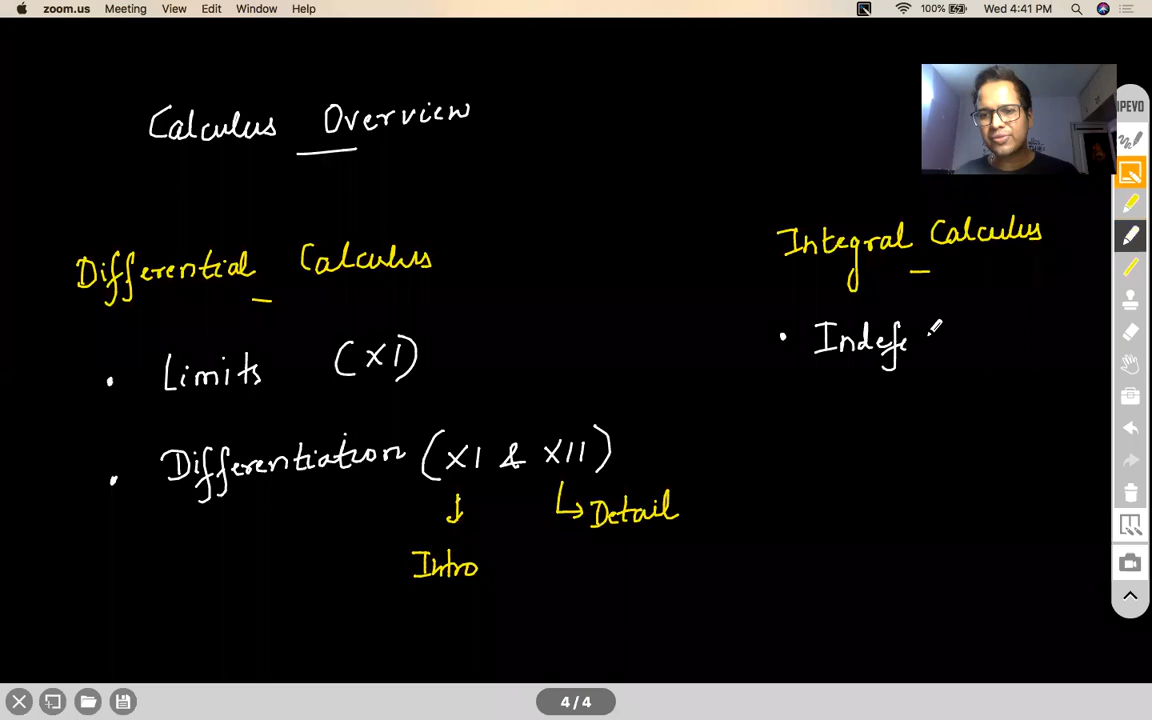 zoom.us Meeting View Edit Window Help
100% Wed 4:41 PM
Calculus Overview
IPEVO
Differential Calculus
Integral Calculus
. Limits (XI)
. Indefi
. Differentiation (XI & XII)
Detail
Intro
4/4